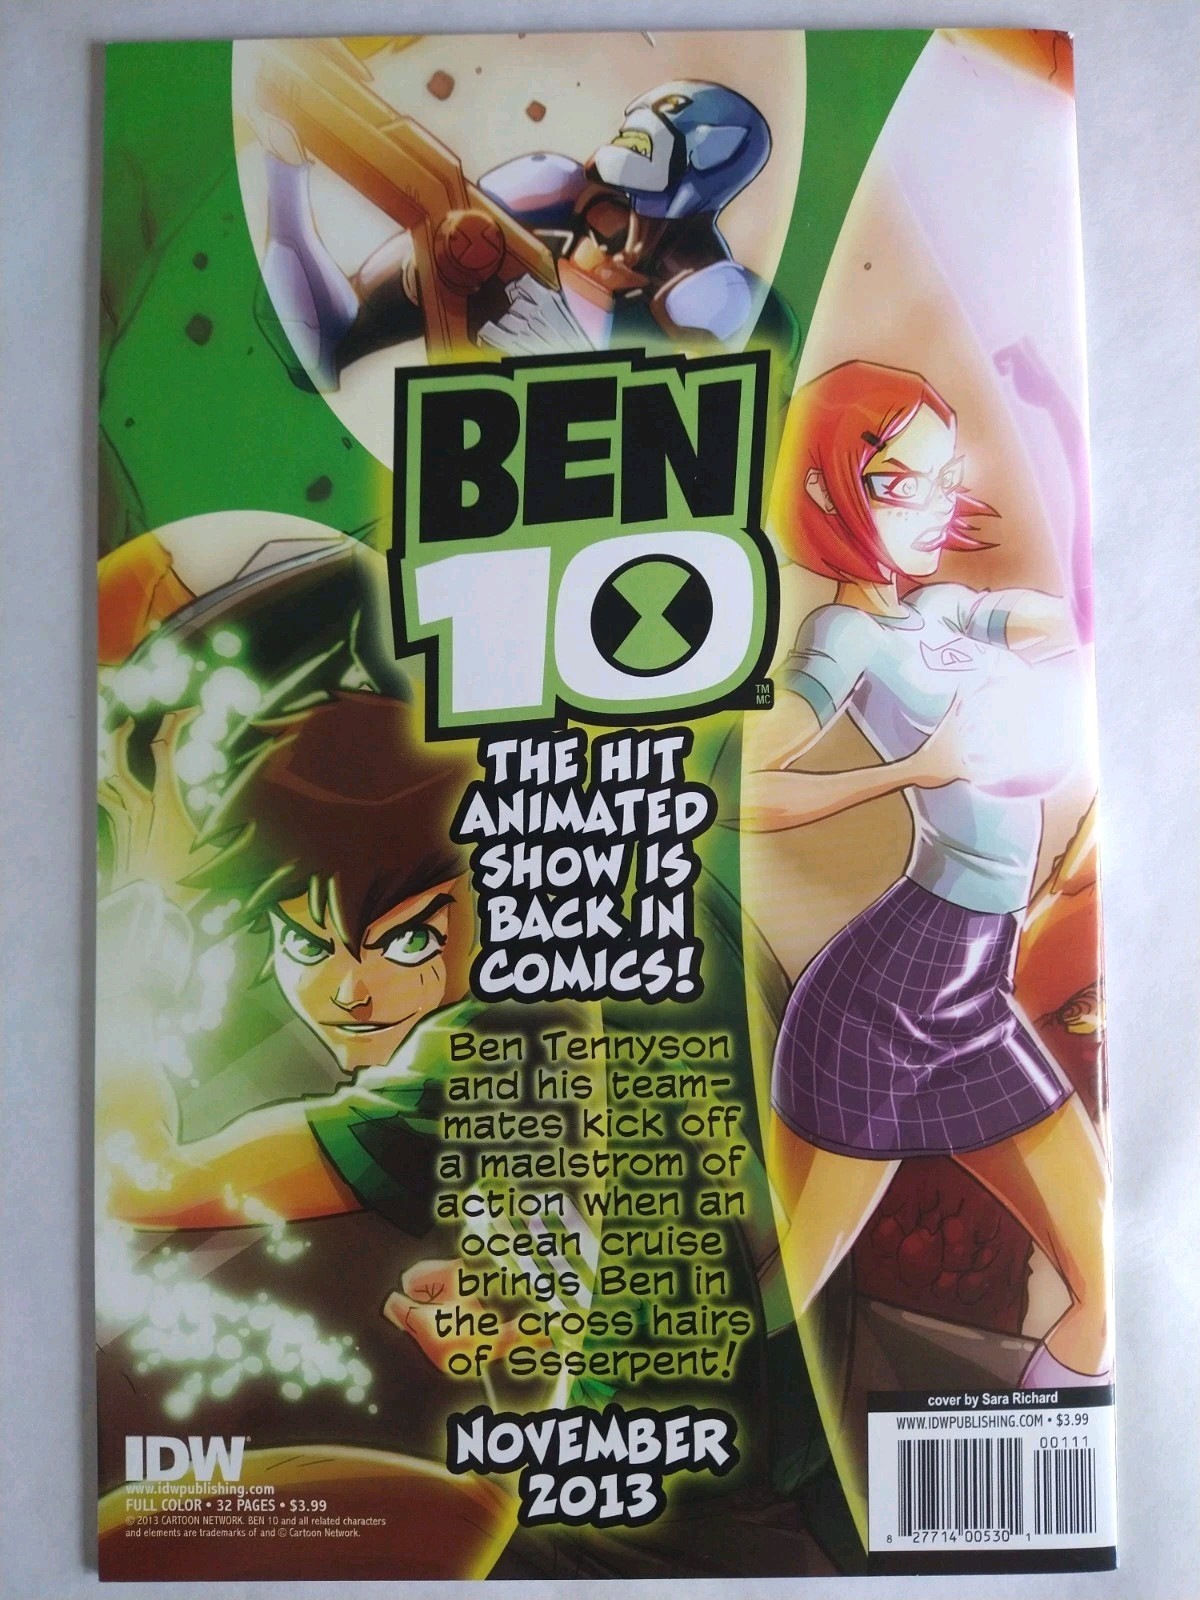 BEN
10
TM
MC
THE HIT
ANIMATED
SHOW IS
BACK IN
COMICS!
Ben Tennyson
and his team-
mates kick off
a maelstrom of
action when an
ocean cruise
brings Ben in
the cross hairs
of Ssserpent!
NOVEMBER
2013
IDW®
www.idwpublishing.com
FULL COLOR • 32 PAGES • $3.99
© 2013 CARTOON NETWORK. BEN 10 and all related characters
and elements are trademarks of and © Cartoon Network.
cover by Sara Richard
WWW.IDWPUBLISHING.COM • $3.99
00111
8 27714 00530 1